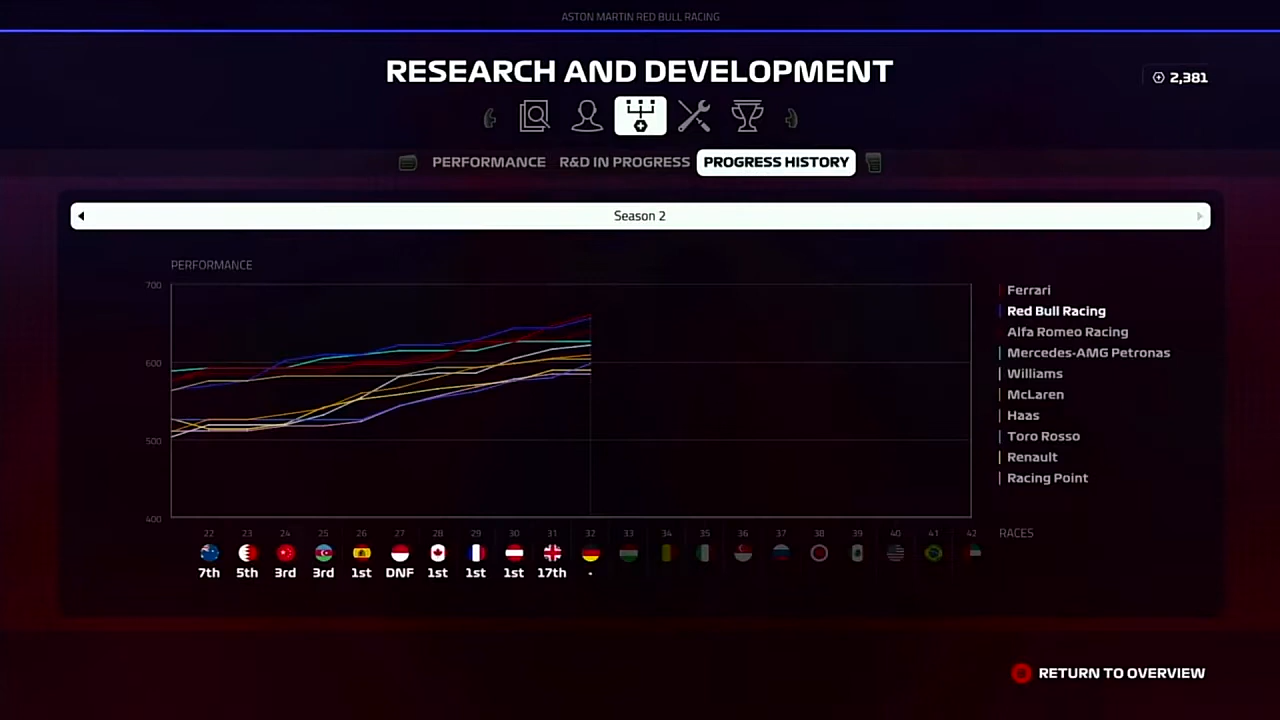 ASTON MARTIN RED BULL RACING
RESEARCH AND DEVELOPMENT
2,381
PERFORMANCE R&D IN PROGRESS PROGRESS HISTORY
Season 2
PERFORMANCE
700
600
500
400
Ferrari
Red Bull Racing
Alfa Romeo Racing
Mercedes-AMG Petronas
Williams
McLaren
Haas
Toro Rosso
Renault
Racing Point
22 23 24 25 26 27 28 29 30 31 32 33 34 35 36 37 38 39 40 41 42 RACES
7th 5th 3rd 3rd 1st DNF 1st 1st 1st 17th -
RETURN TO OVERVIEW